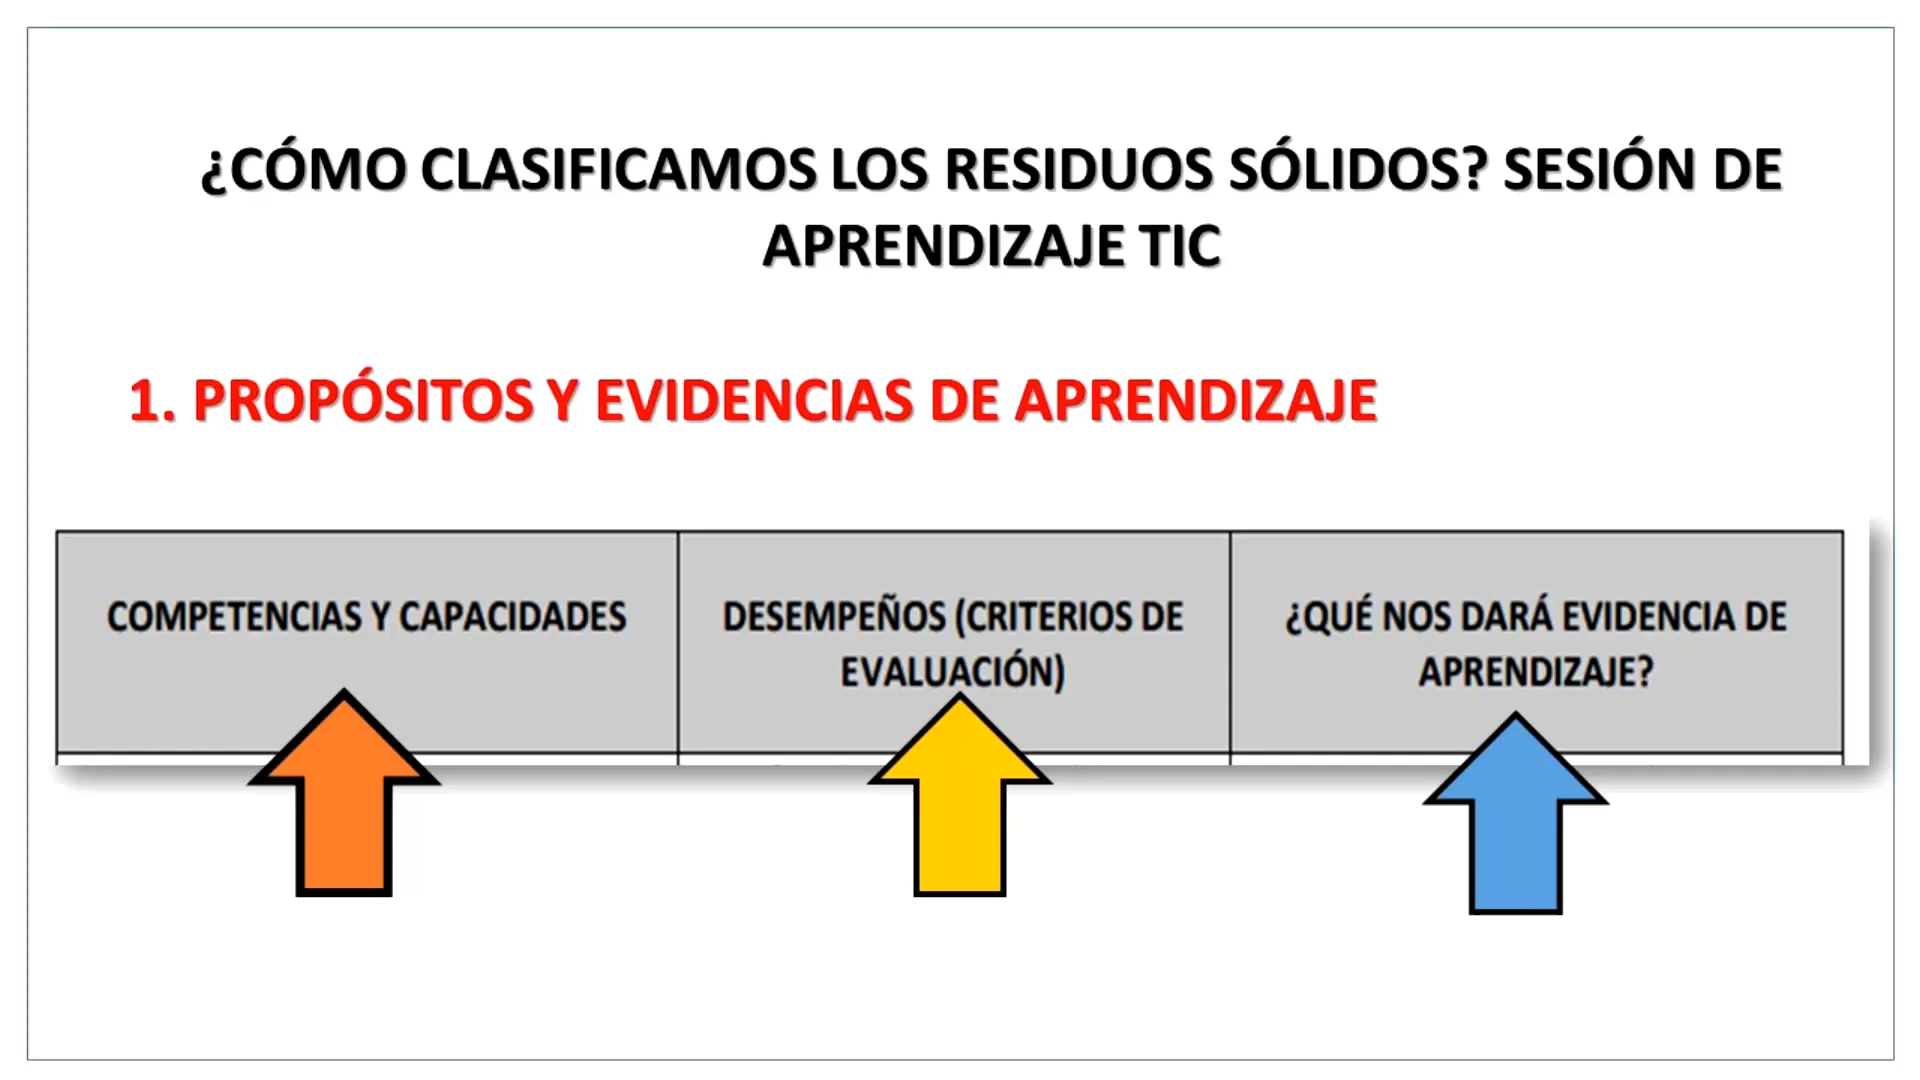 ¿CÓMO CLASIFICAMOS LOS RESIDUOS SÓLIDOS? SESIÓN DE
APRENDIZAJE TIC
1. PROPÓSITOS Y EVIDENCIAS DE APRENDIZAJE
COMPETENCIAS Y CAPACIDADES
DESEMPEÑOS (CRITERIOS DE
EVALUACIÓN)
¿QUÉ NOS DARÁ EVIDENCIA DE
APRENDIZAJE?